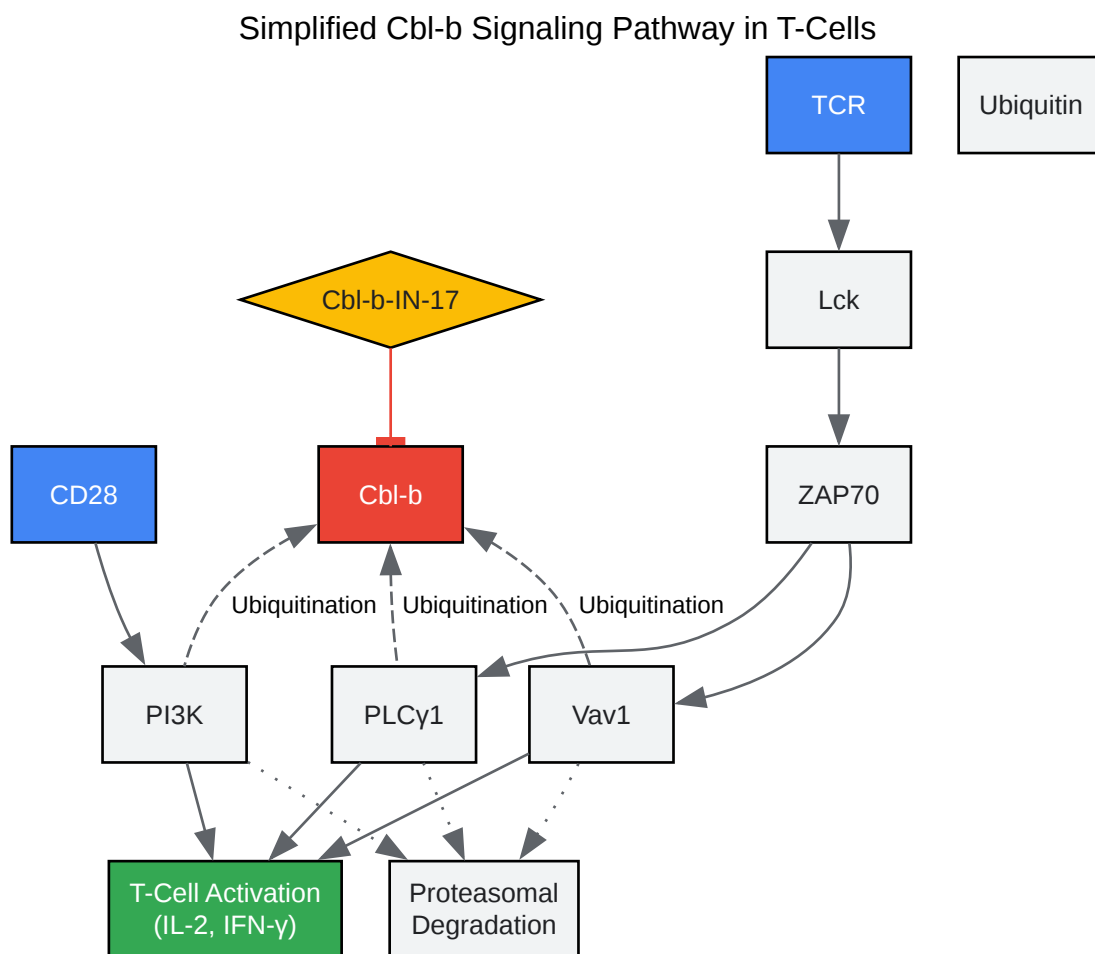 Simplified Cbl-b Signaling Pathway in T-Cells
TCR
Ubiquitin
Cbl-b-IN-17
Lck
CD28
Cbl-b
ZAP70
Ubiquitination
Ubiquitination
Ubiquitination
PI3K
PLCγ1
Vav1
T-Cell Activation
(IL-2, IFN-γ)
Proteasomal
Degradation